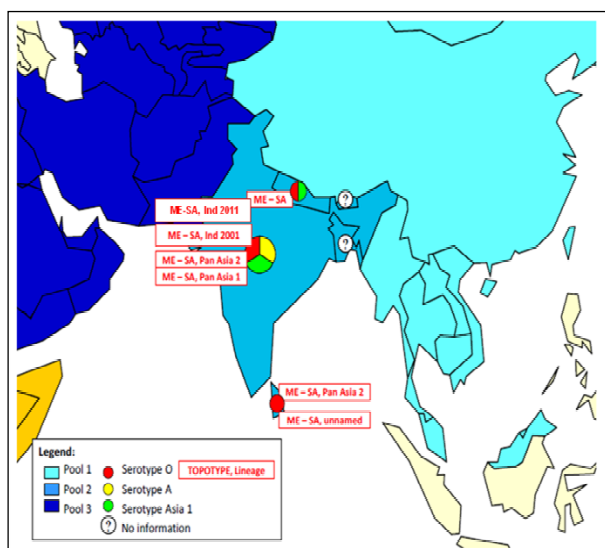 ME – SA
?
ME-SA, Ind 2011
ME – SA, Ind 2001
?
ME – SA, Pan Asia 2
ME – SA, Pan Asia 1
ME – SA, Pan Asia 2
ME – SA, unnamed
Legend:
Pool 1
Serotype O
TOPOTYPE, Lineage
Pool 2
Serotype A
Pool 3
Serotype Asia 1
? No information